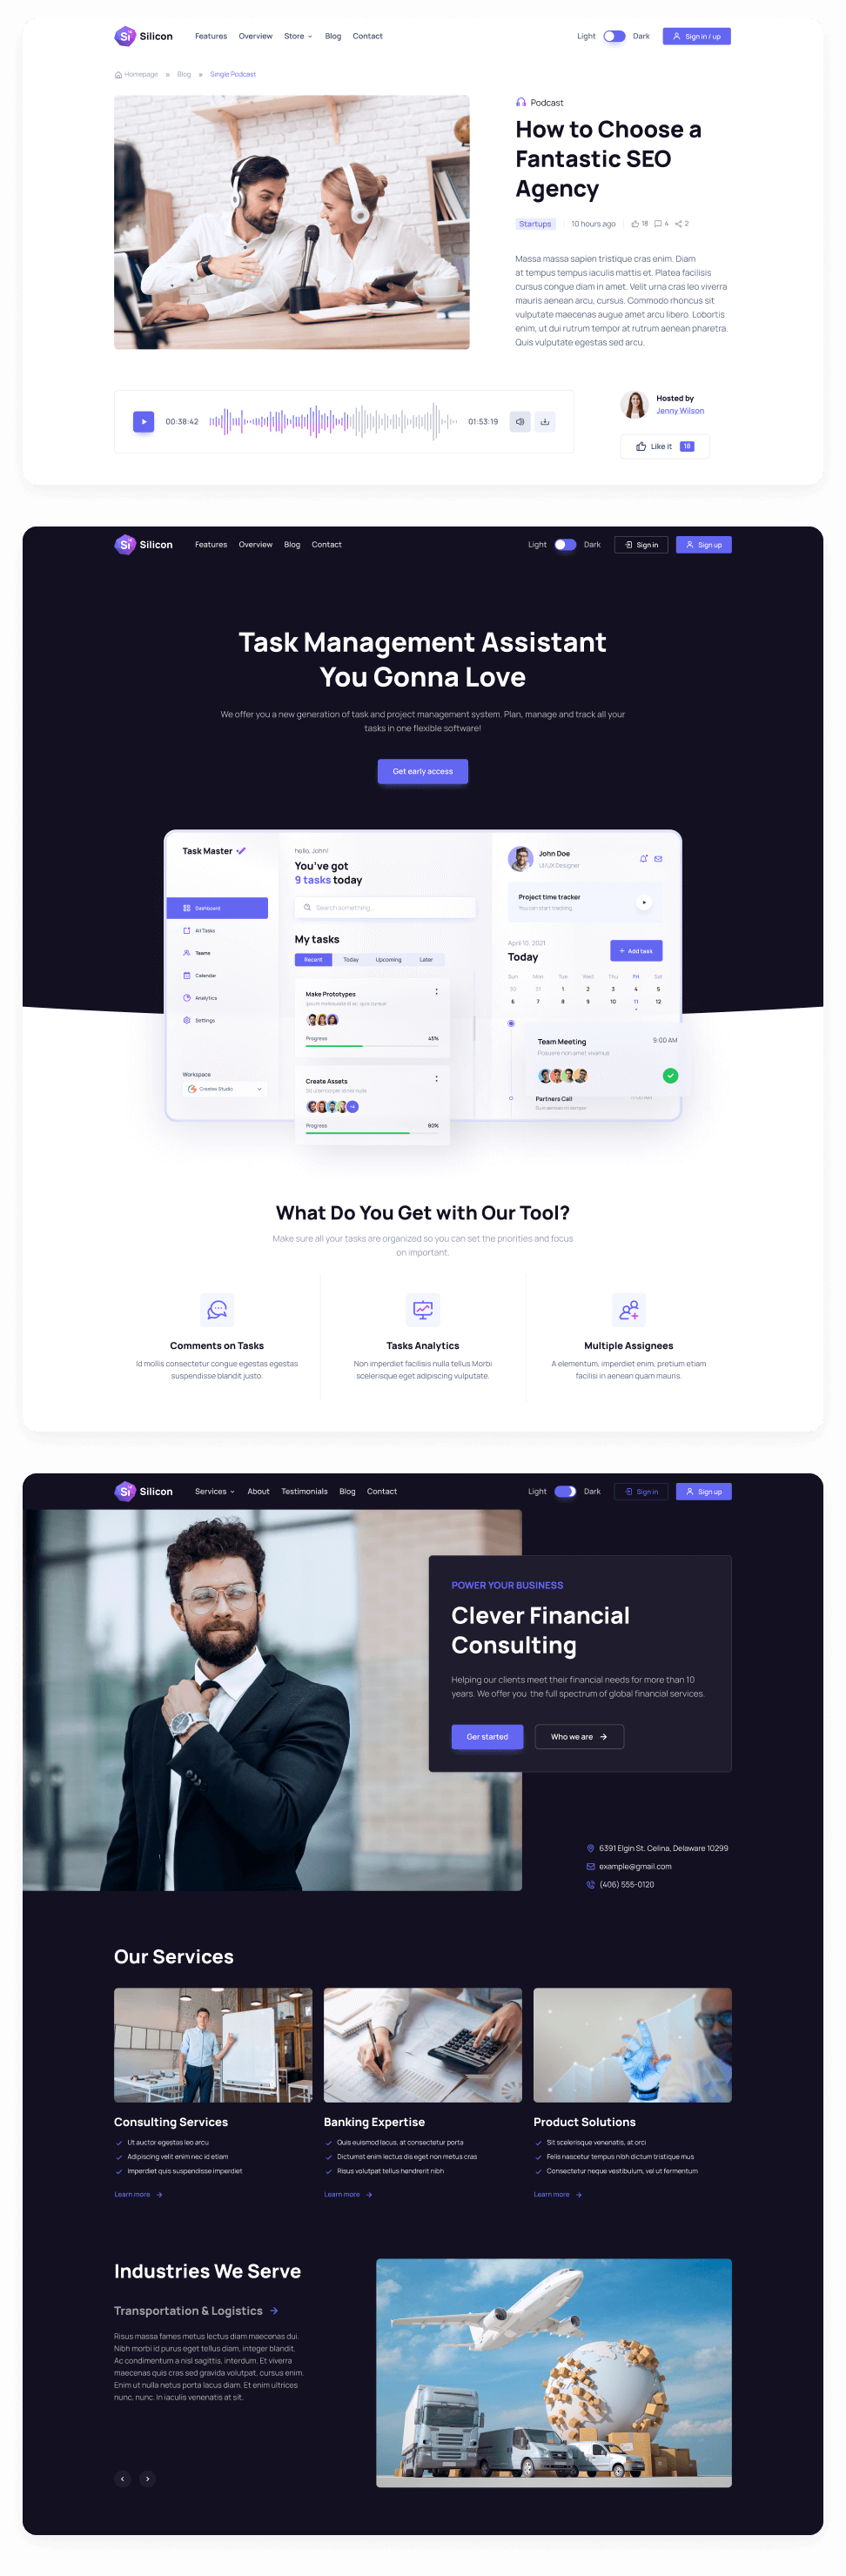 Si Silicon Features Overview Store Blog Contact Light Dark Sign in / up
Homepage » Blog » Single Podcast
Podcast
How to Choose a
Fantastic SEO
Agency
Startups 10 hours ago 18 4 2
Massa massa sapien tristique cras enim. Diam
at tempus tempus iaculis mattis et. Platea facilisis
cursus congue diam in amet. Velit urna cras leo viverra
mauris aenean arcu, cursus. Commodo rhoncus sit
vulputate maecenas augue amet arcu libero. Lobortis
enim, ut dui rutrum tempor at rutrum aenean pharetra.
Quis vulputate egestas sed arcu.
00:38:42 01:53:19
Hosted by
Jenny Wilson
Like it 18
Si Silicon Features Overview Blog Contact Light Dark Sign in Sign up
Task Management Assistant
You Gonna Love
We offer you a new generation of task and project management system. Plan, manage and track all your
tasks in one flexible software!
Get early access
Task Master
Dashboard
All Tasks
Teams
Calendar
Analytics
Settings
Workspace
Createx Studio
hello, John!
You've got
9 tasks today
Search something...
My tasks
Recent Today Upcoming Later
Make Prototypes
Progress 45%
Create Assets
+4
Progress 80%
John Doe
UI/UX Designer
Project time tracker
You can start tracking
April 10, 2021
Today
+ Add task
Sun Mon Tue Wed Thu Fri Sat
30 31 1 2 3 4 5
6 7 8 9 10 11 12
Team Meeting 9:00 AM
Posuere non amet vivamus
Partners Call
What Do You Get with Our Tool?
Make sure all your tasks are organized so you can set the priorities and focus
on important.
Comments on Tasks
Id mollis consectetur congue egestas egestas
suspendisse blandit justo.
Tasks Analytics
Non imperdiet facilisis nulla tellus Morbi
scelerisque eget adipiscing vulputate.
Multiple Assignees
A elementum, imperdiet enim, pretium etiam
facilisi in aenean quam mauris.
Si Silicon Services About Testimonials Blog Contact Light Dark Sign in Sign up
POWER YOUR BUSINESS
Clever Financial
Consulting
Helping our clients meet their financial needs for more than 10
years. We offer you the full spectrum of global financial services.
Ger started Who we are
6391 Elgin St. Celina, Delaware 10299
example@gmail.com
(406) 555-0120
Our Services
Consulting Services
Ut auctor egestas leo arcu
Adipiscing velit enim nec id etiam
Imperdiet quis suspendisse imperdiet
Learn more
Banking Expertise
Quis euismod lacus, at consectetur porta
Dictumst enim lectus dis eget non metus cras
Risus volutpat tellus hendrerit nibh
Learn more
Product Solutions
Sit scelerisque venenatis, at orci
Felis nascetur tempus nibh dictum tristique mus
Consectetur neque vestibulum, vel ut fermentum
Learn more
Industries We Serve
Transportation & Logistics
Risus massa fames metus lectus diam maecenas dui.
Nibh morbi id purus eget tellus diam, integer blandit.
Ac condimentum a nisl sagittis, interdum. Et viverra
maecenas quis cras sed gravida volutpat, cursus enim.
Enim ut nulla netus porta lacus diam. Et enim ultrices
nunc, nunc. In iaculis venenatis at sit.